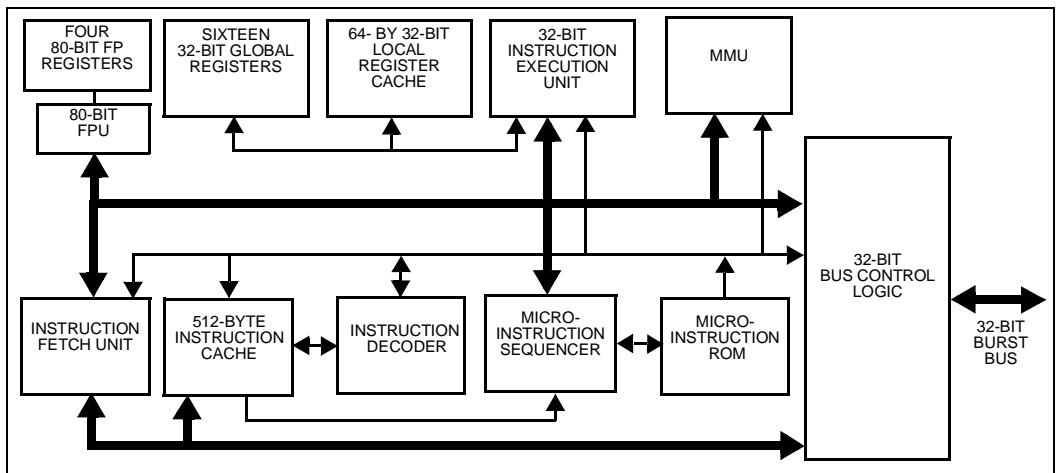 FOUR
80-BIT FP
REGISTERS
80-BIT
FPU
SIXTEEN
32-BIT GLOBAL
REGISTERS
64- BY 32-BIT
LOCAL
REGISTER
CACHE
32-BIT
INSTRUCTION
EXECUTION
UNIT
MMU
INSTRUCTION
FETCH UNIT
512-BYTE
INSTRUCTION
CACHE
INSTRUCTION
DECODER
MICRO-
INSTRUCTION
SEQUENCER
MICRO-
INSTRUCTION
ROM
32-BIT
BUS CONTROL
LOGIC
32-BIT
BURST
BUS